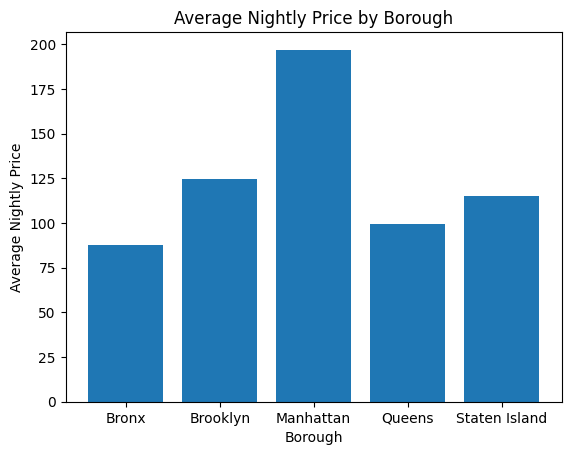 Average Nightly Price by Borough
Average Nightly Price
200
175
150
125
100
75
50
25
0
Bronx
Brooklyn
Manhattan
Queens
Staten Island
Borough